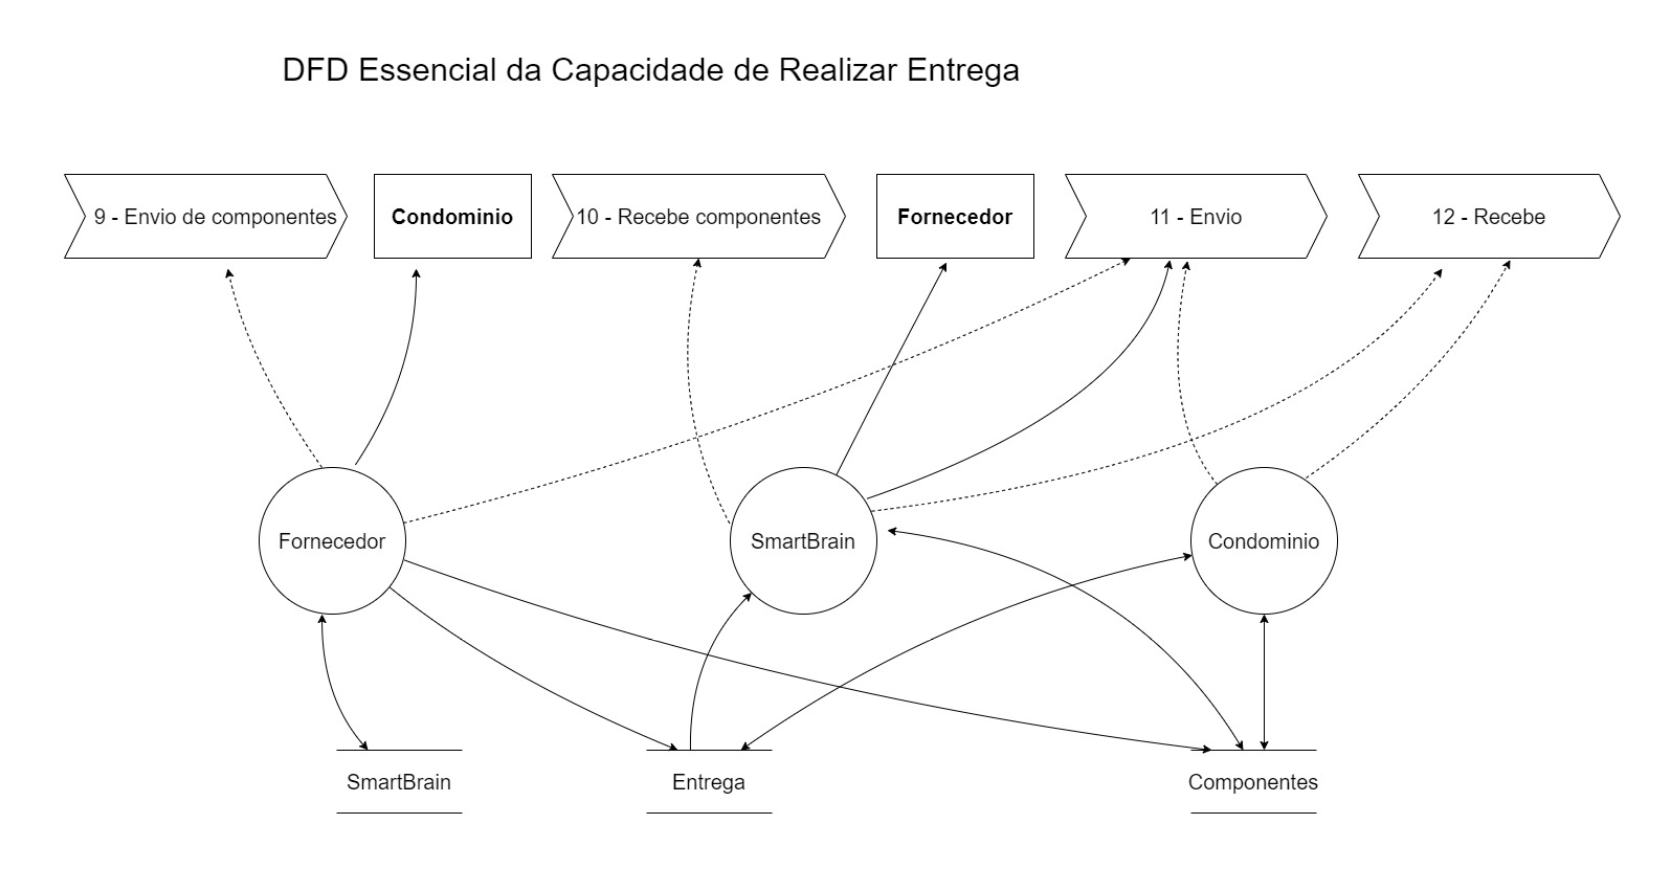 DFD Essencial da Capacidade de Realizar Entrega
9 - Envio de componentes
Condominio
10 - Recebe componentes
Fornecedor
11 - Envio
12 - Recebe
Fornecedor
SmartBrain
Condominio
SmartBrain
Entrega
Componentes